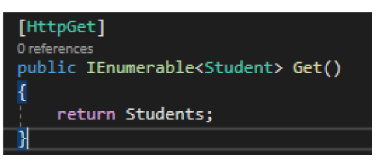 [HttpGet]
0 references
public IEnumerable<Student> Get()
{
return Students;
}